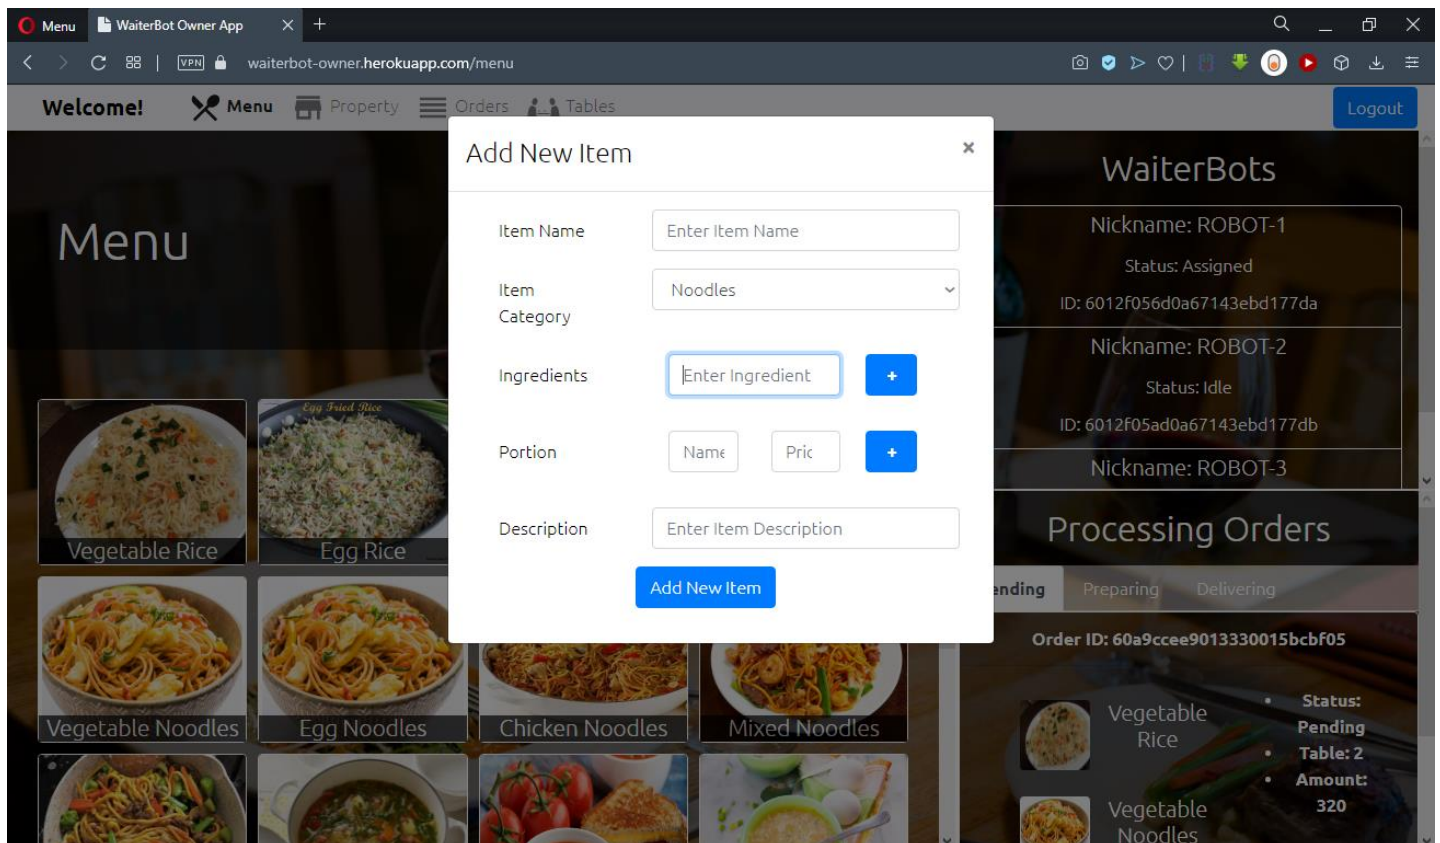 Menu
WaiterBot Owner App
VPN
waiterbot-owner.herokuapp.com/menu
Welcome!
Menu
Property
Orders
Tables
Logout
Add New Item
×
Item Name
Enter Item Name
Item
Category
Noodles
Ingredients
Enter Ingredient
+
Portion
Name
Pric
+
Description
Enter Item Description
Add New Item
Menu
Egg Fried Rice
Vegetable Rice
Egg Rice
Vegetable Noodles
Egg Noodles
Chicken Noodles
Mixed Noodles
WaiterBots
Nickname: ROBOT-1
Status: Assigned
ID: 6012f056d0a67143ebd177da
Nickname: ROBOT-2
Status: Idle
ID: 6012f05ad0a67143ebd177db
Nickname: ROBOT-3
Processing Orders
ending
Preparing
Delivering
Order ID: 60a9ccee9013330015bcbf05
Vegetable
Rice
Status:
Pending
Table: 2
Amount:
320
Vegetable
Noodles